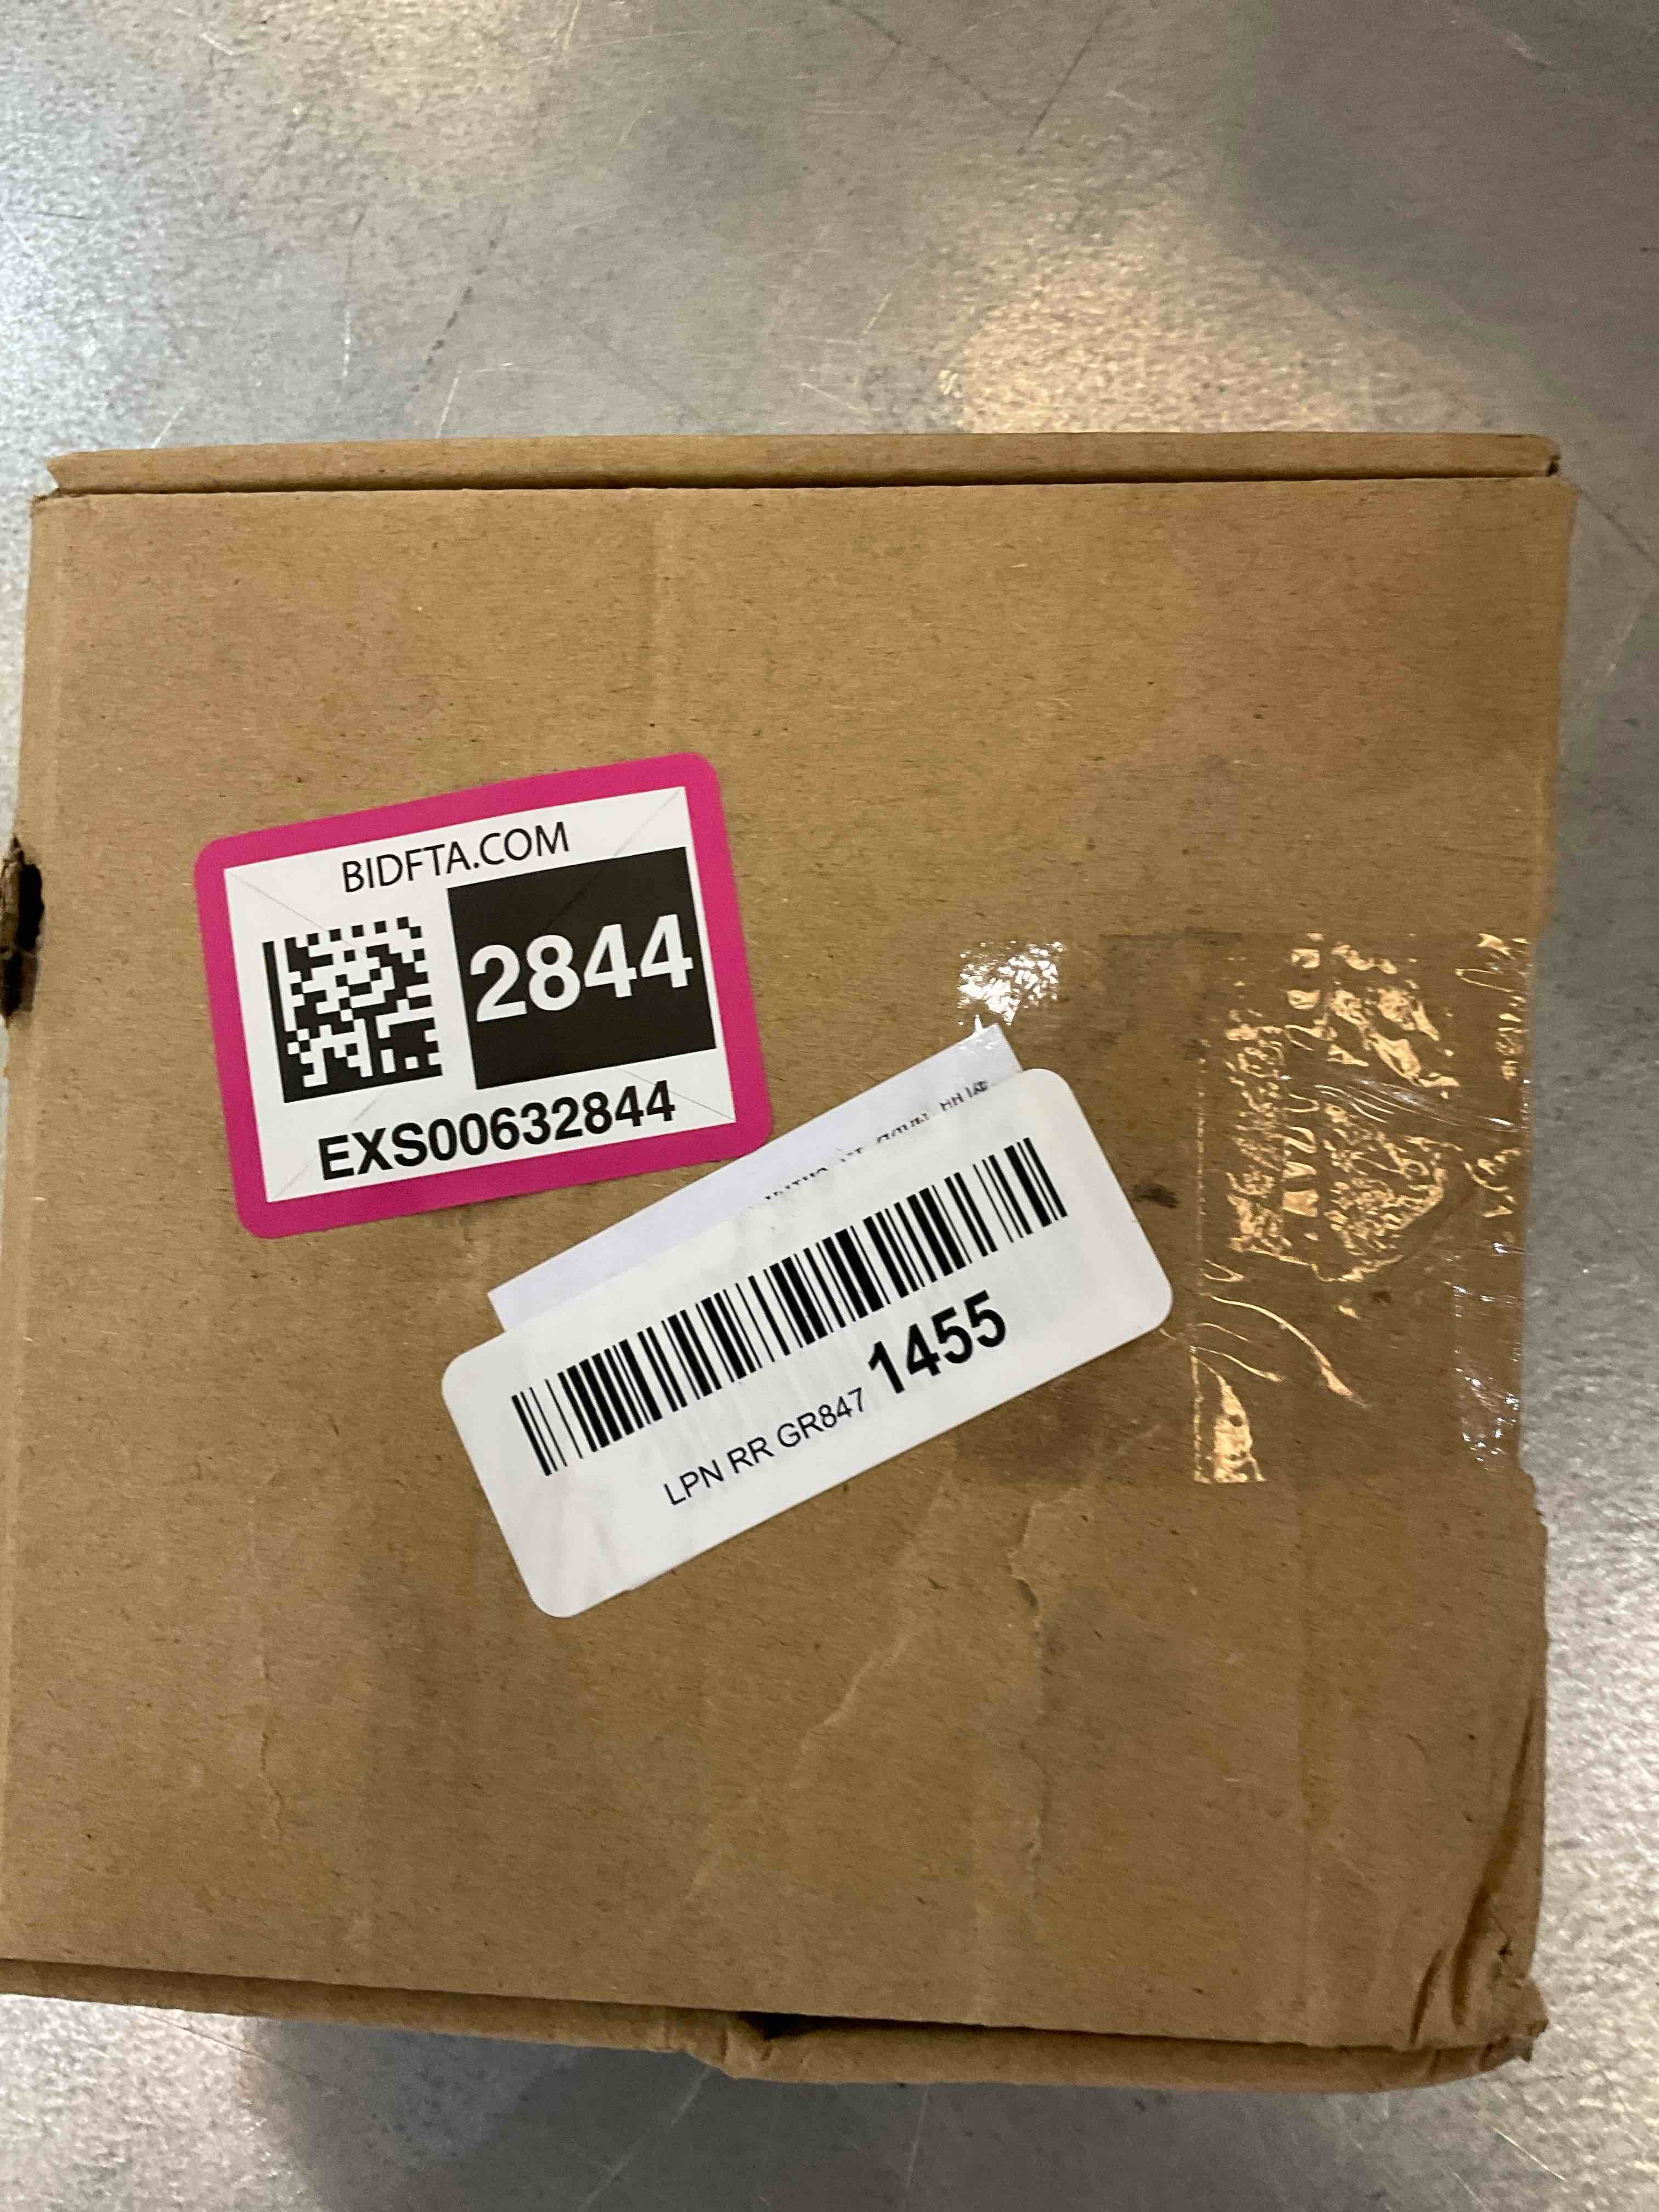 BIDFTA.COM
2844
EXS00632844
LPN RR GR847 1455